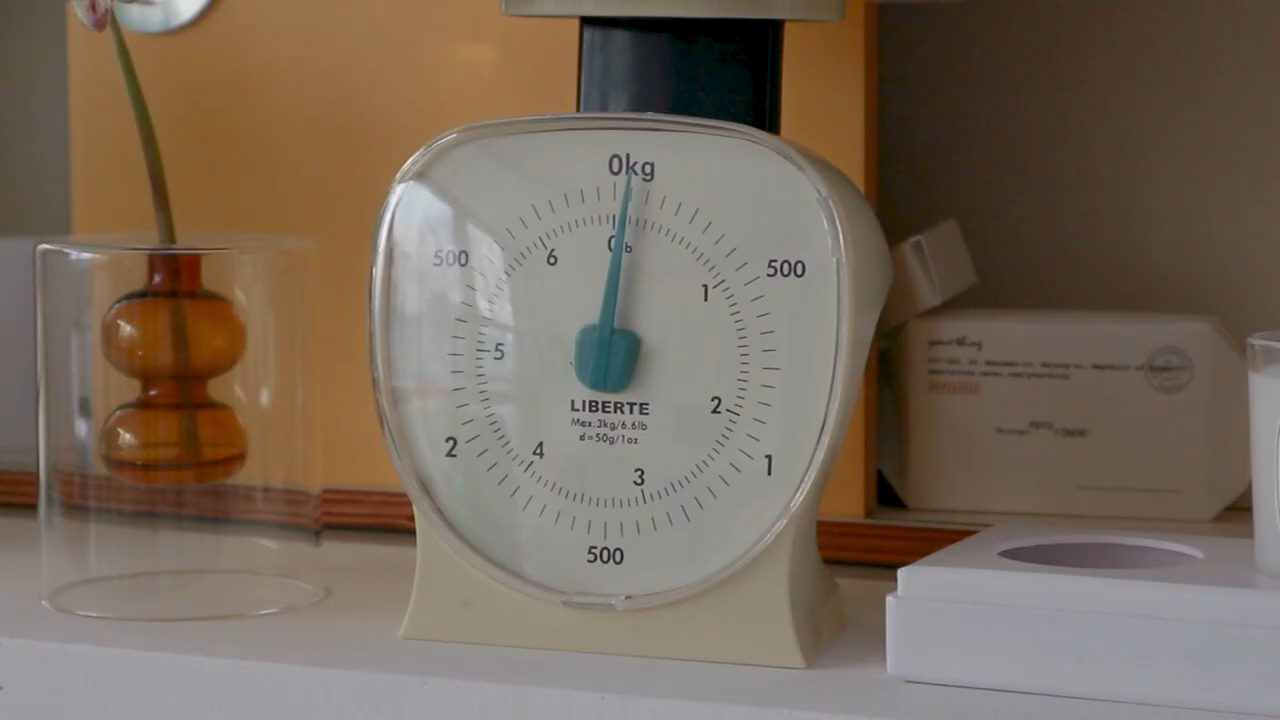 0kg
500
500
0lb
6
1
5
2
4
3
2
1
500
LIBERTE
Max:3kg/6.6lb
d=50g/1oz